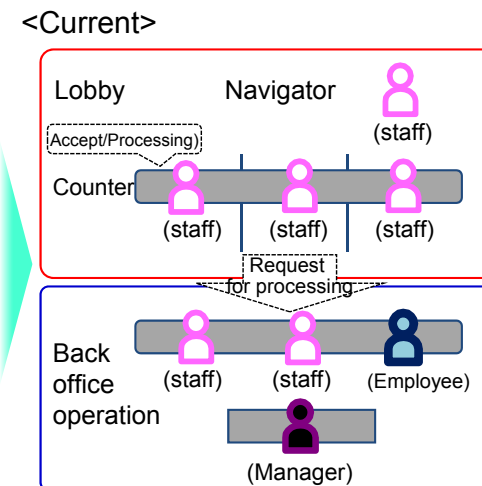 <Current>
Lobby
Navigator
(staff)
Accept/Processing)
Counter
(staff)
(staff)
(staff)
Request
for processing
Back
office
operation
(staff)
(staff)
(Employee)
(Manager)